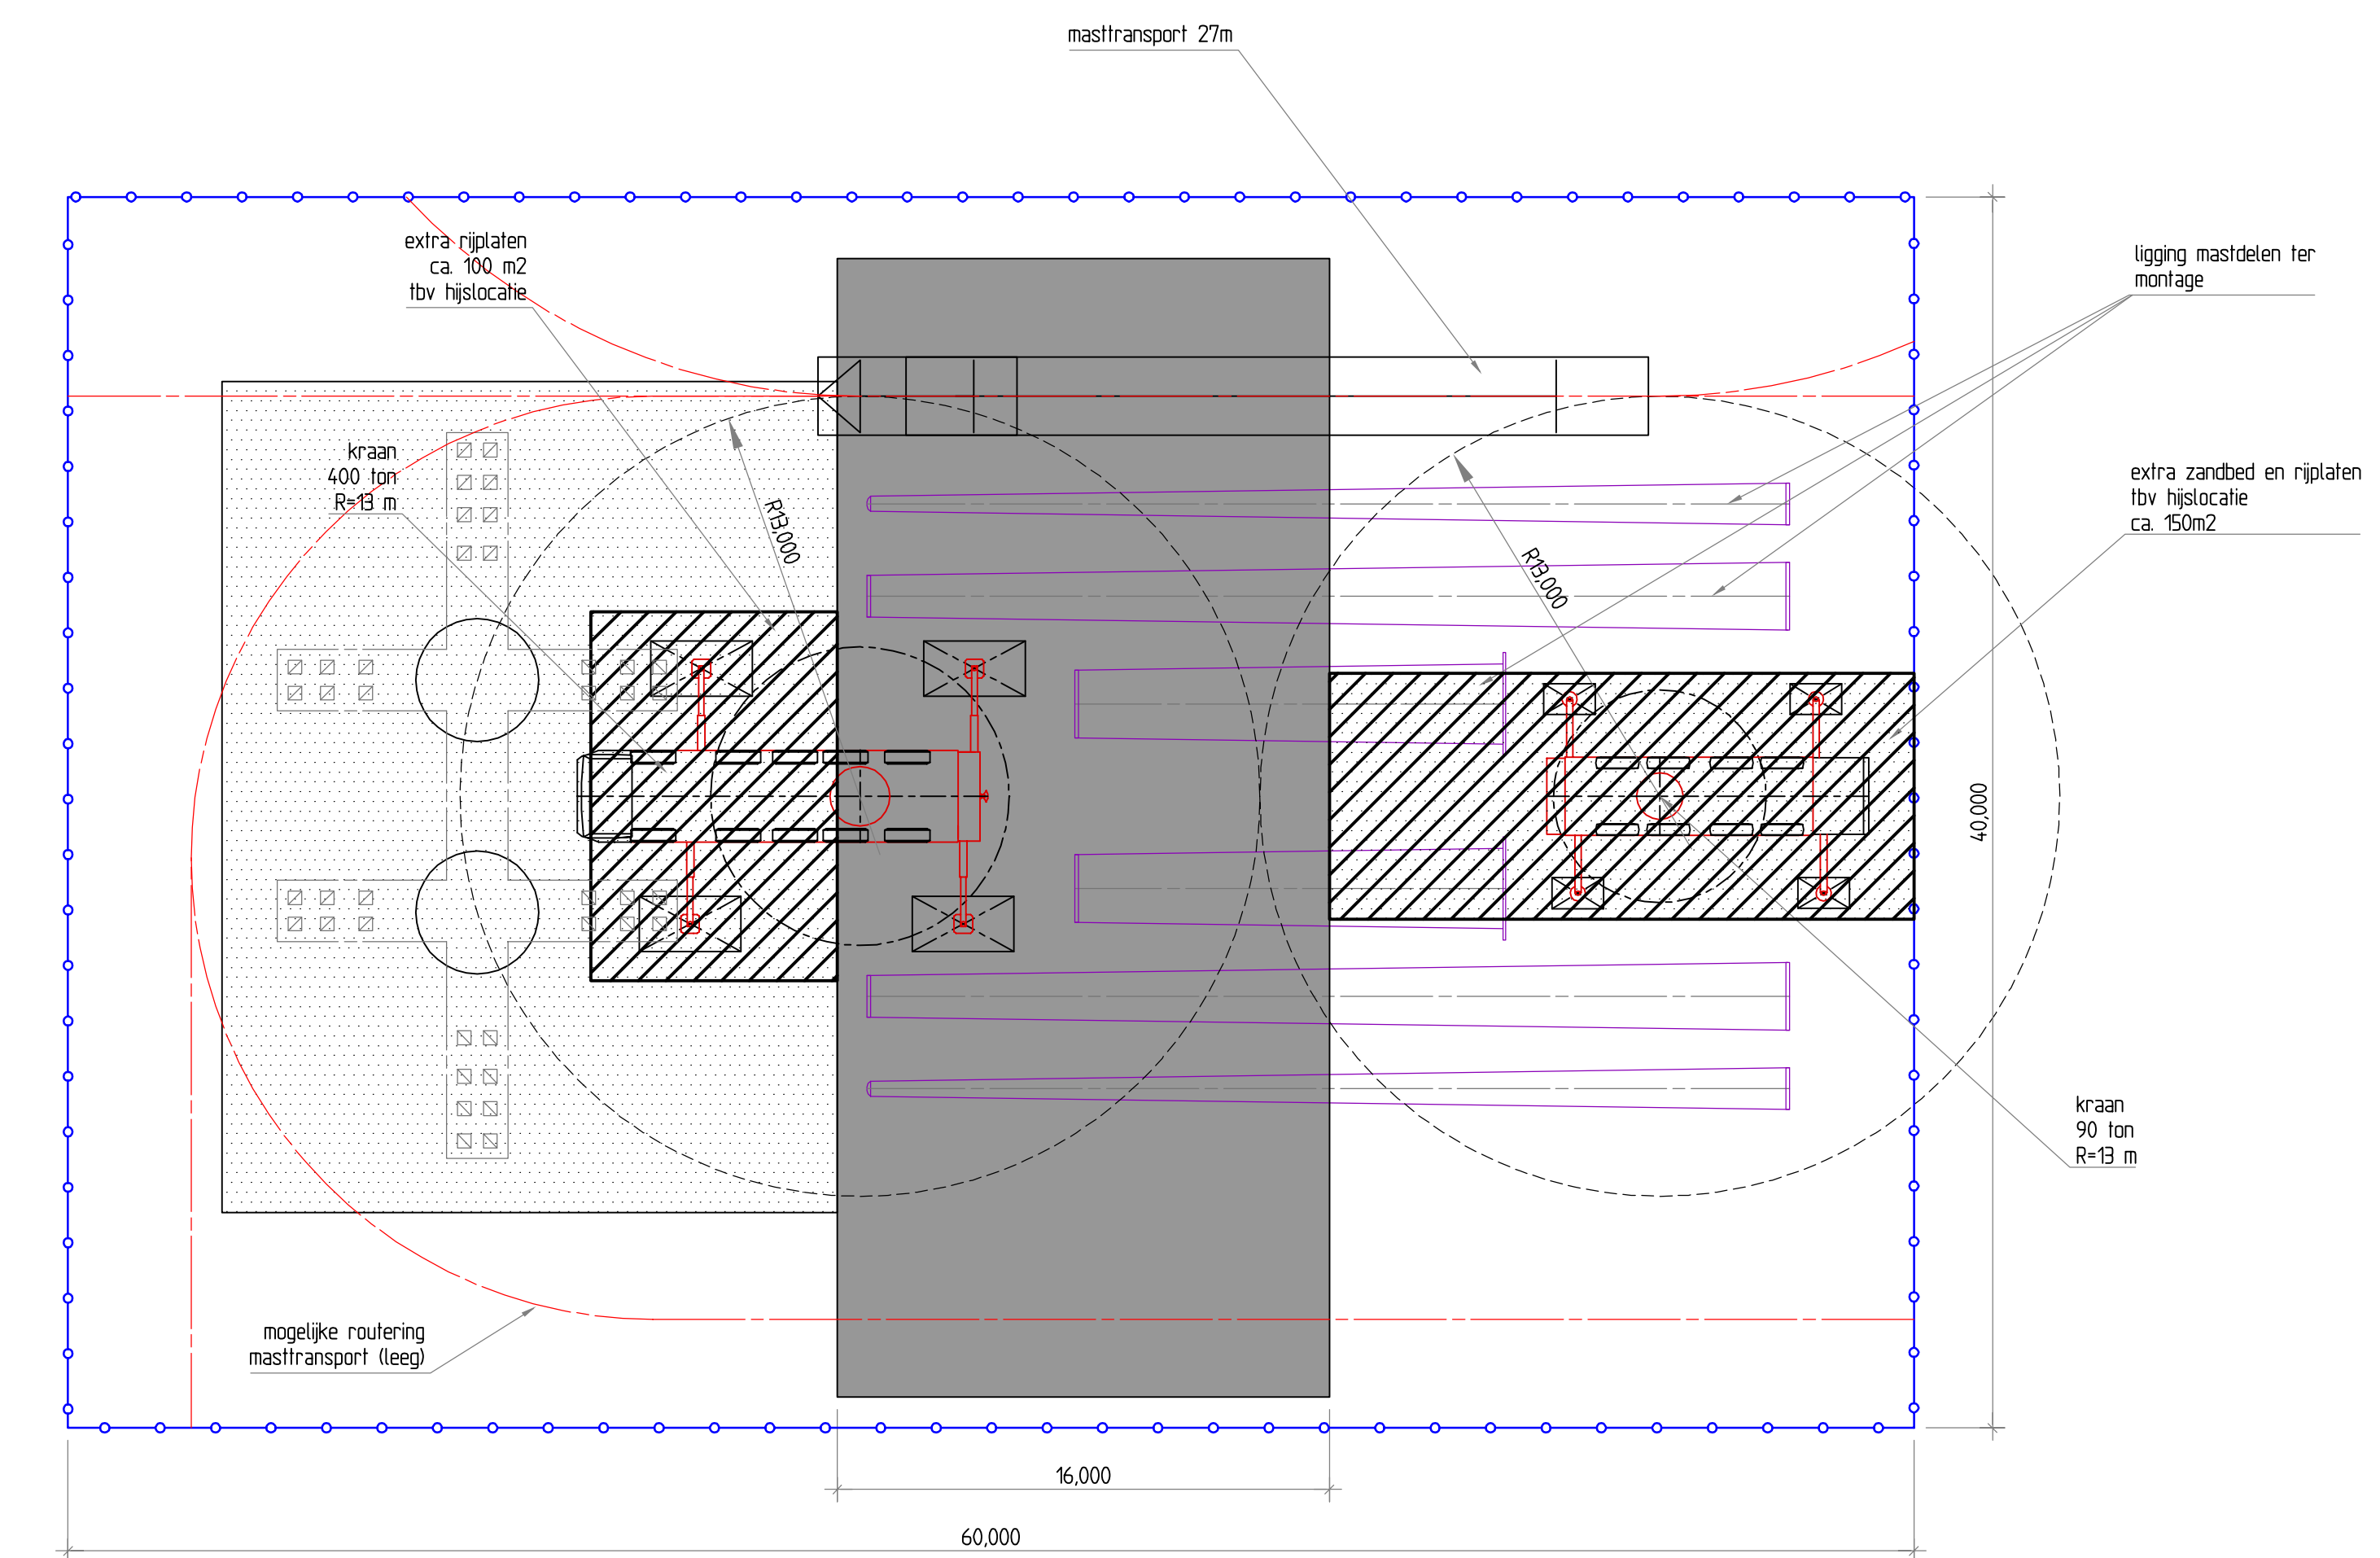 masttransport 27m
extra rijplaten
ca. 100 m2
tbv hijslocatie
ligging mastdelen ter
montage
kraan
400 ton
R=13 m
R13,000
R13,000
extra zandbed en rijplaten
tbv hijslocatie
ca. 150m2
40,000
kraan
90 ton
R=13 m
mogelijke routering
masttransport (leeg)
16,000
60,000